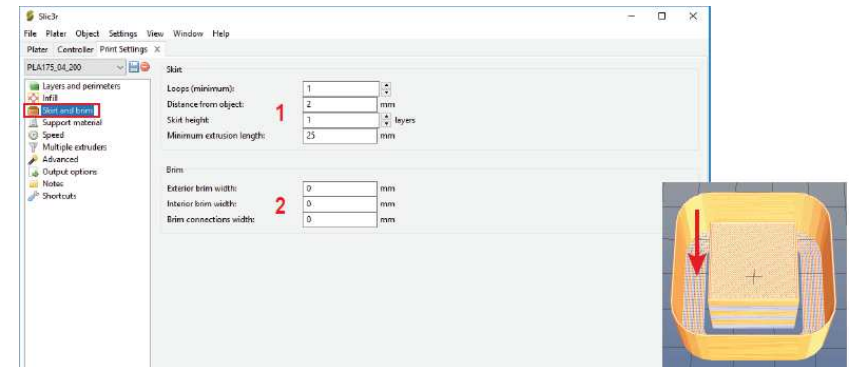 Slic3r
File Plater Object Settings View Window Help
Plater Controller Print Settings
PLA175_04_200
Layers and perimeters
Infill
Skirt and brim
Support material
Speed
Multiple extruders
Advanced
Output options
Notes
Shortcuts
Skirt
Loops (minimum): 1
Distance from object: 2 mm
Skirt height: 1 layers
Minimum extrusion length: 25 mm
1
Brim
Exterior brim width: 0 mm
Interior brim width: 0 mm
Brim connections width: 0 mm
2